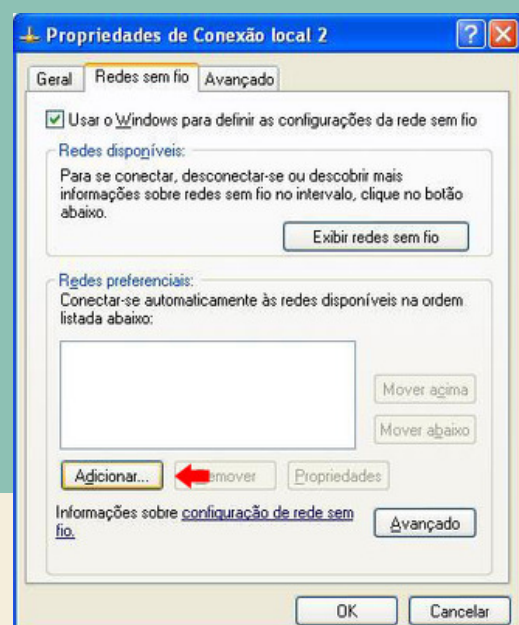 Propriedades de Conexão local 2
Geral Redes sem fio Avançado
Usar o Windows para definir as configurações da rede sem fio
Redes disponíveis:
Para se conectar, desconectar-se ou descobrir mais
informações sobre redes sem fio no intervalo, clique no botão
abaixo.
Exibir redes sem fio
Redes preferenciais:
Conectar-se automaticamente às redes disponíveis na ordem
listada abaixo:
Mover acima
Mover abaixo
Adicionar... Remover Propriedades
Informações sobre configuração de rede sem
fio.
Avançado
OK Cancelar